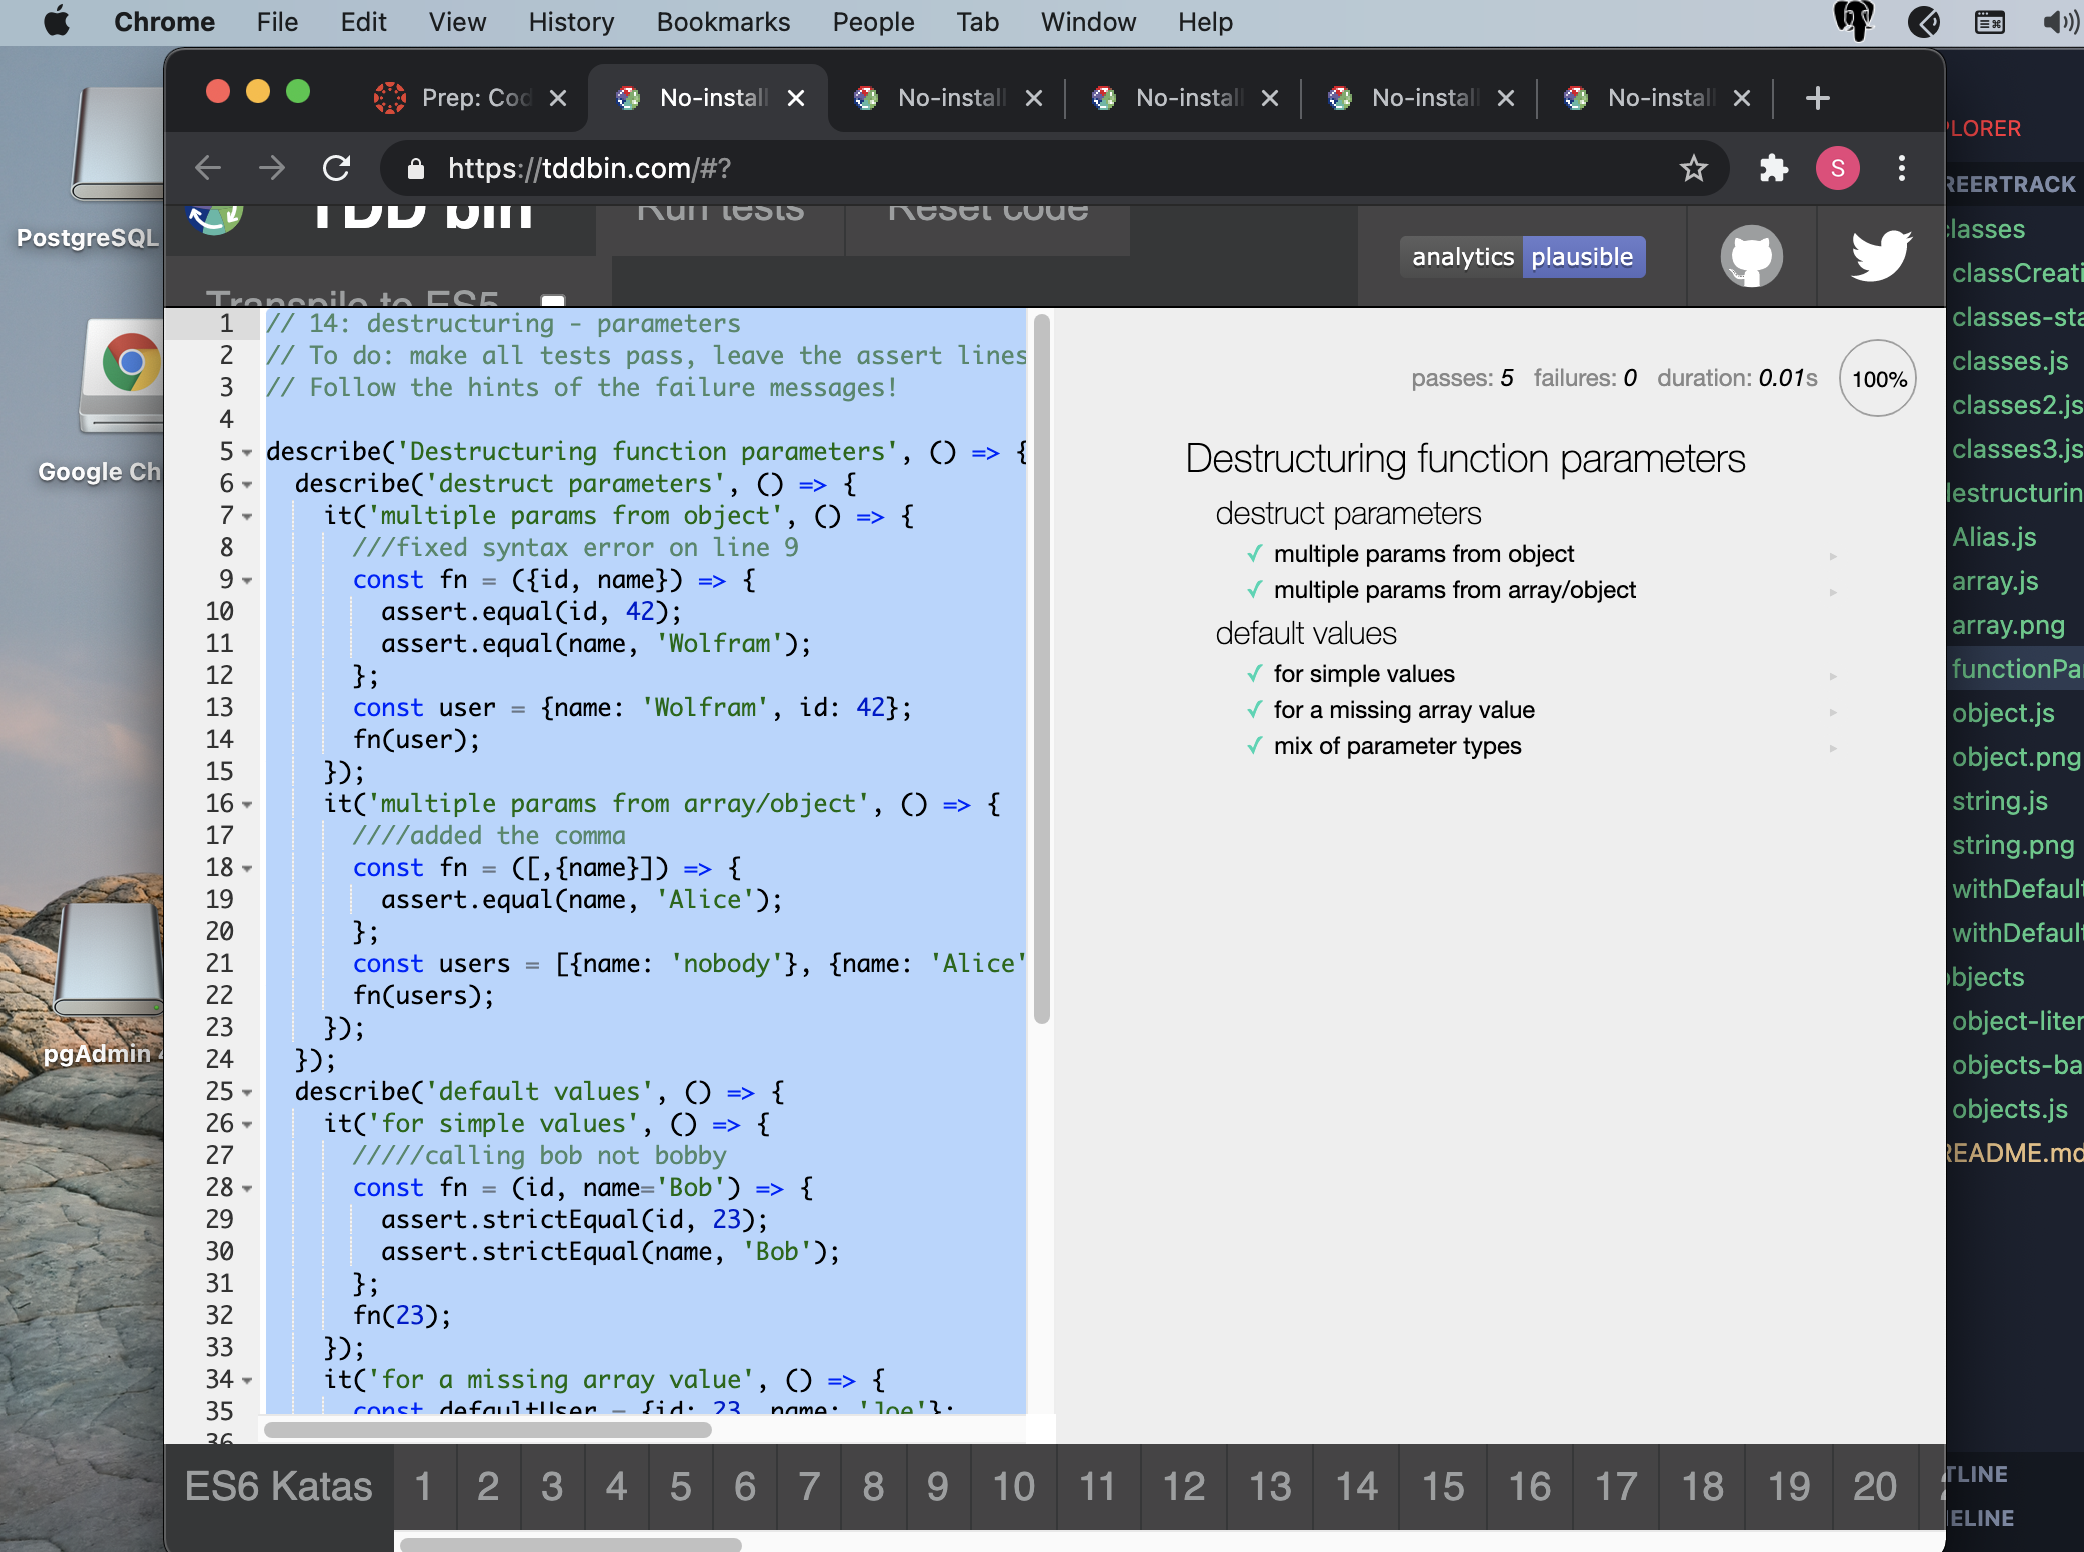 Chrome File Edit View History Bookmarks People Tab Window Help
Prep: Cod No-install No-install No-install No-install No-install
https://tddbin.com/#?
S
TDD bin Run tests Reset code
analytics plausible
Transpile to ES5
PostgreSQL
Google Ch
pgAdmin 4
1 // 14: destructuring - parameters
2 // To do: make all tests pass, leave the assert lines
3 // Follow the hints of the failure messages!
4
5 describe('Destructuring function parameters', () => {
6 describe('destruct parameters', () => {
7 it('multiple params from object', () => {
8 ///fixed syntax error on line 9
9 const fn = ({id, name}) => {
10 assert.equal(id, 42);
11 assert.equal(name, 'Wolfram');
12 };
13 const user = {name: 'Wolfram', id: 42};
14 fn(user);
15 });
16 it('multiple params from array/object', () => {
17 ////added the comma
18 const fn = ([,{name}]) => {
19 assert.equal(name, 'Alice');
20 };
21 const users = [{name: 'nobody'}, {name: 'Alice'
22 fn(users);
23 });
24 });
25 describe('default values', () => {
26 it('for simple values', () => {
27 /////calling bob not bobby
28 const fn = (id, name='Bob') => {
29 assert.strictEqual(id, 23);
30 assert.strictEqual(name, 'Bob');
31 };
32 fn(23);
33 });
34 it('for a missing array value', () => {
35 const defaultUser = {id: 23, name: 'Joe'};
36
passes: 5 failures: 0 duration: 0.01s 100%
Destructuring function parameters
destruct parameters
✓ multiple params from object
✓ multiple params from array/object
default values
✓ for simple values
✓ for a missing array value
✓ mix of parameter types
ES6 Katas 1 2 3 4 5 6 7 8 9 10 11 12 13 14 15 16 17 18 19 20
PLORER
REERTRACK
lasses
classCreati
classes-sta
classes.js
classes2.js
classes3.js
lestructurin
Alias.js
array.js
array.png
functionPar
object.js
object.png
string.js
string.png
withDefault
withDefault
bjects
object-liter
objects-ba
objects.js
README.md
TLINE
ELINE